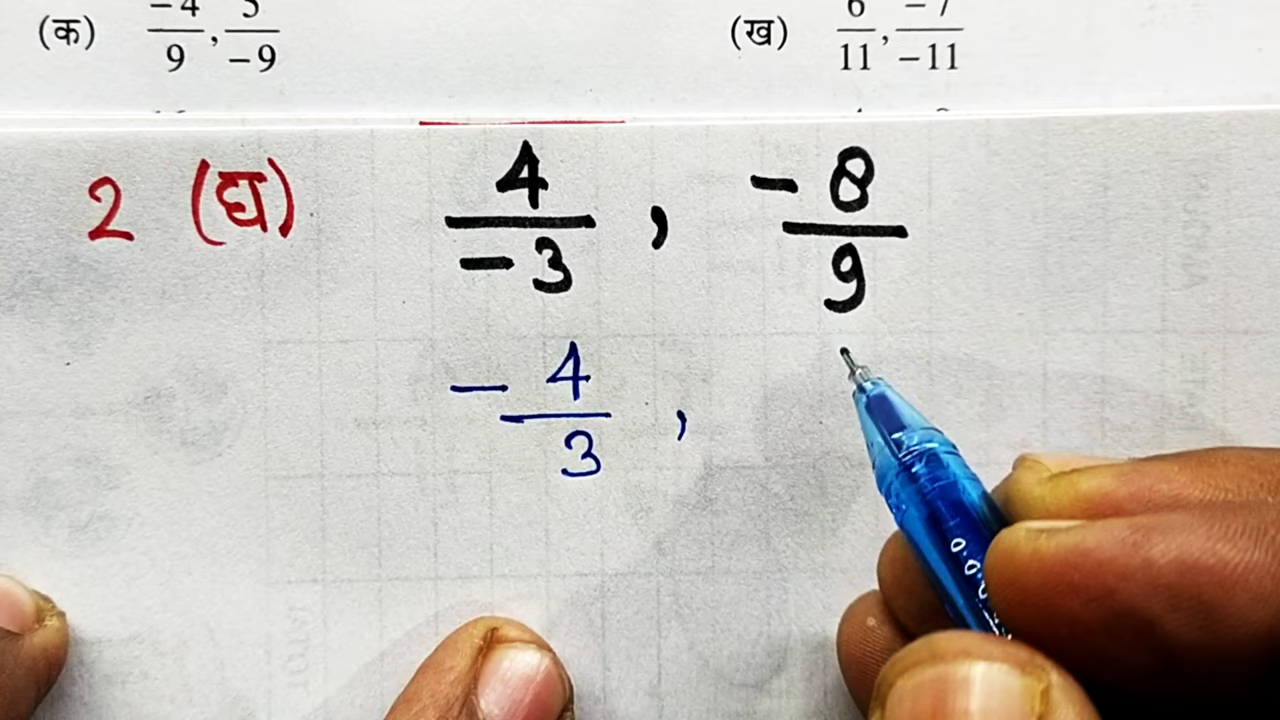 (क) -4/9, 5/-9 (ख) 6/11, -7/-11
2 (घ) 4/-3, -8/9
-4/3,